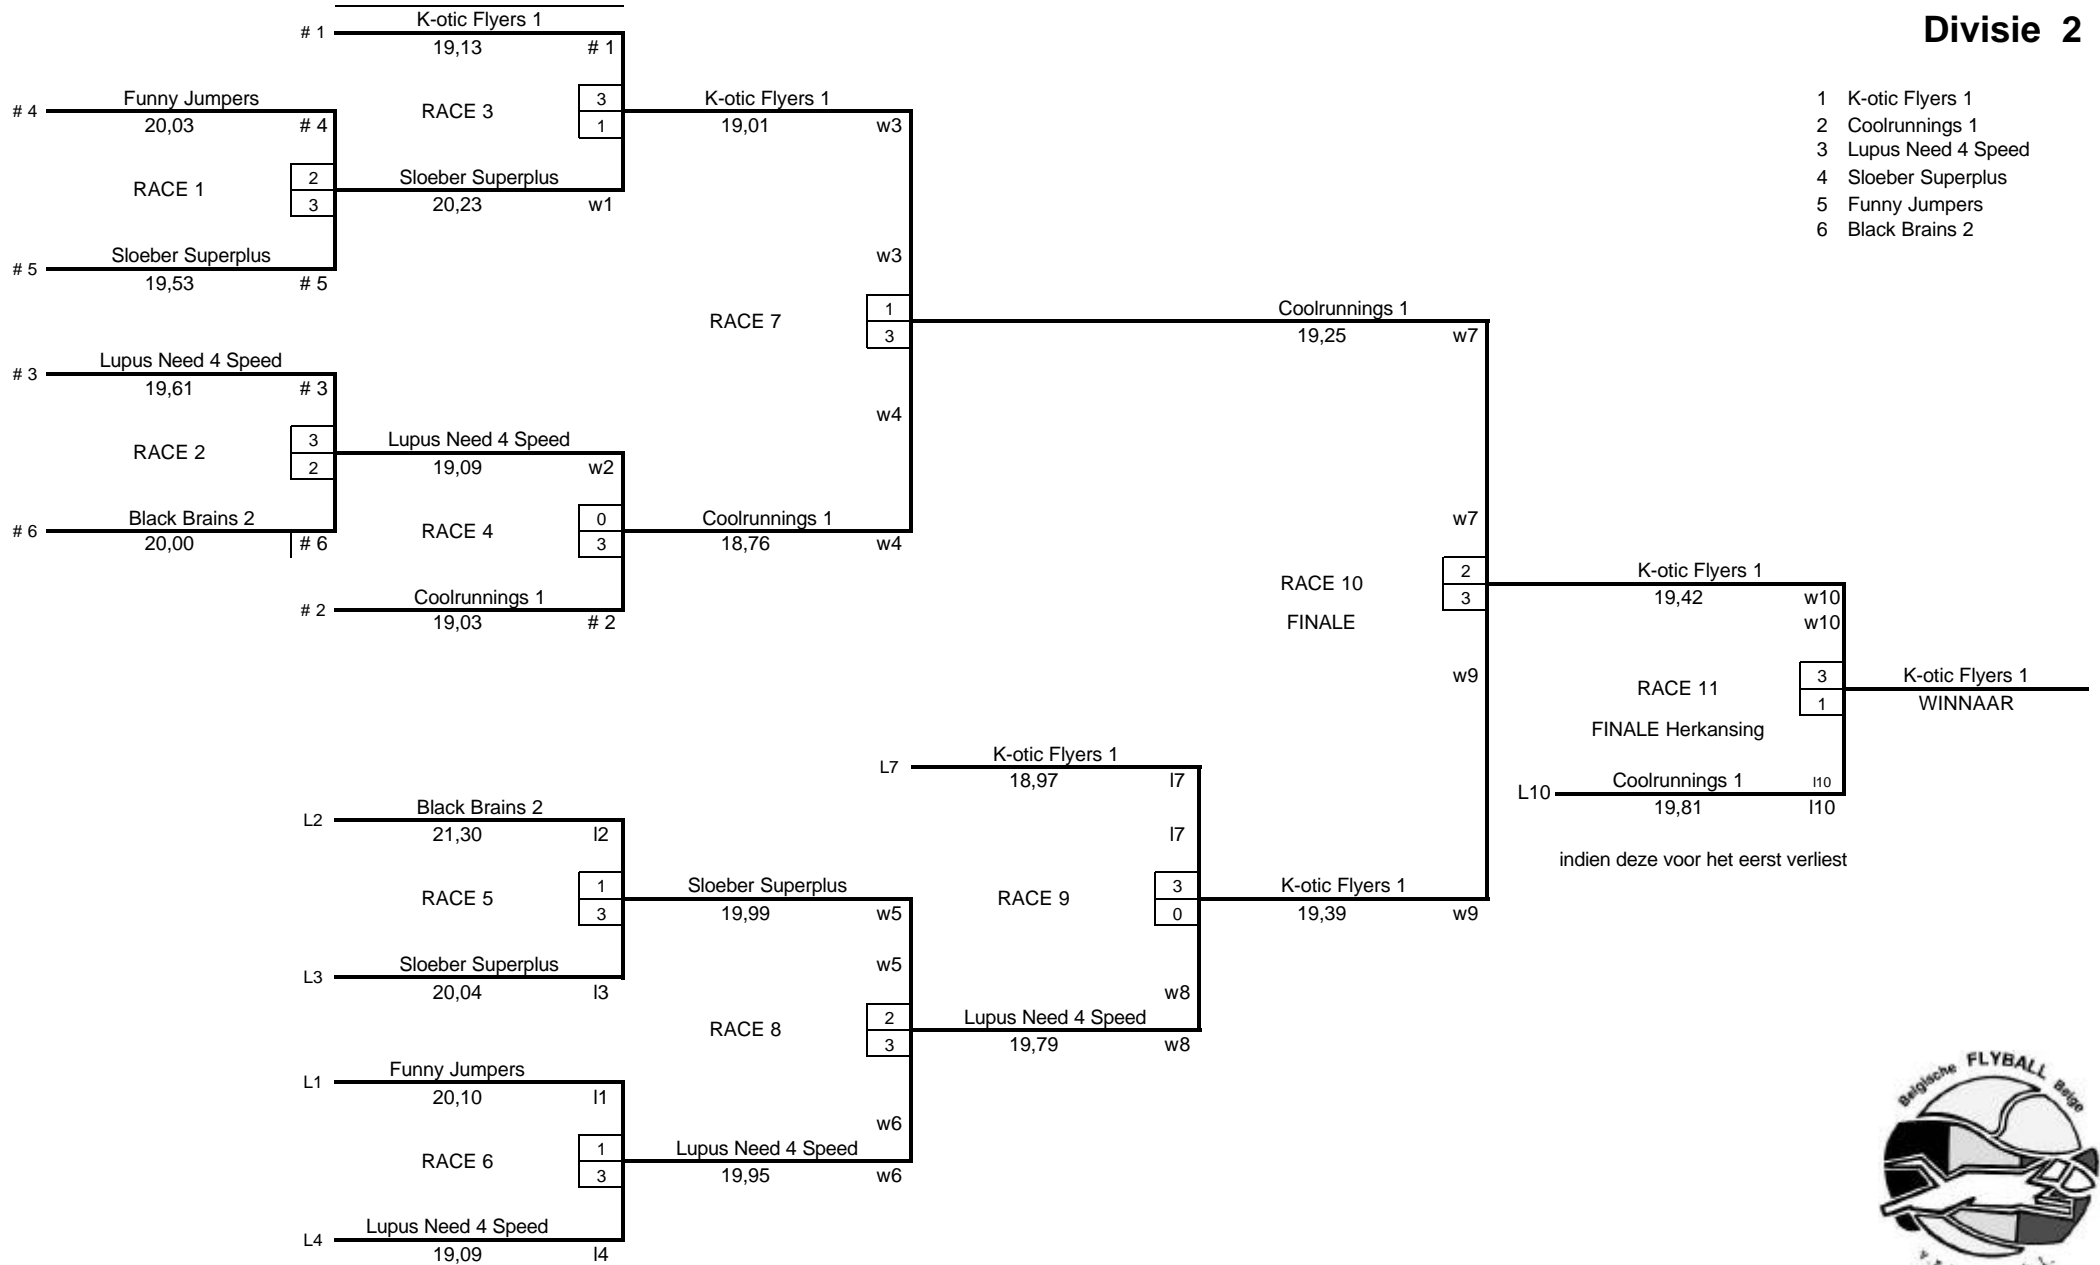 Divisie 2
1 K-otic Flyers 1
2 Coolrunnings 1
3 Lupus Need 4 Speed
4 Sloeber Superplus
5 Funny Jumpers
6 Black Brains 2
# 1 K-otic Flyers 1
19,13 # 1
# 4 Funny Jumpers
20,03 # 4
RACE 1 2
3
# 5 Sloeber Superplus
19,53 # 5
RACE 3 3
1
Sloeber Superplus
20,23 w1
# 3 Lupus Need 4 Speed
19,61 # 3
RACE 2 3
2
# 6 Black Brains 2
20,00 # 6
Lupus Need 4 Speed
19,09 w2
RACE 4 0
3
# 2 Coolrunnings 1
19,03 # 2
K-otic Flyers 1
19,01 w3
w3
RACE 7 1
3
w4
Coolrunnings 1
18,76 w4
Coolrunnings 1
19,25 w7
w7
RACE 10 2
3
FINALE
w9
L2 Black Brains 2
21,30 l2
RACE 5 1
3
L3 Sloeber Superplus
20,04 l3
L1 Funny Jumpers
20,10 l1
RACE 6 1
3
L4 Lupus Need 4 Speed
19,09 l4
Sloeber Superplus
19,99 w5
w5
RACE 8 2
3
w6
Lupus Need 4 Speed
19,95 w6
L7 K-otic Flyers 1
18,97 l7
l7
RACE 9 3
0
w8
Lupus Need 4 Speed
19,79 w8
K-otic Flyers 1
19,39 w9
K-otic Flyers 1
19,42 w10
w10
RACE 11 3
1
FINALE Herkansing
L10 Coolrunnings 1 l10
19,81 l10
indien deze voor het eerst verliest
K-otic Flyers 1
WINNAAR
Belgische FLYBALL Belge